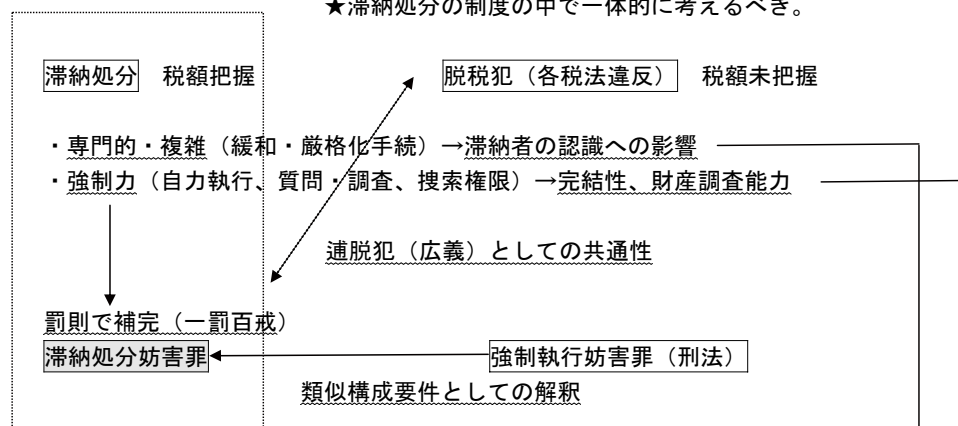 ★滞納処分の制度の中で一体的に考えるべき。
滞納処分　税額把握　脱税犯（各税法違反）　税額未把握
・専門的・複雑（緩和・厳格化手続）→滞納者の認識への影響
・強制力（自力執行、質問・調査、捜索権限）→完結性、財産調査能力
逋脱犯（広義）としての共通性
罰則で補完（一罰百戒）
滞納処分妨害罪　強制執行妨害罪（刑法）
類似構成要件としての解釈